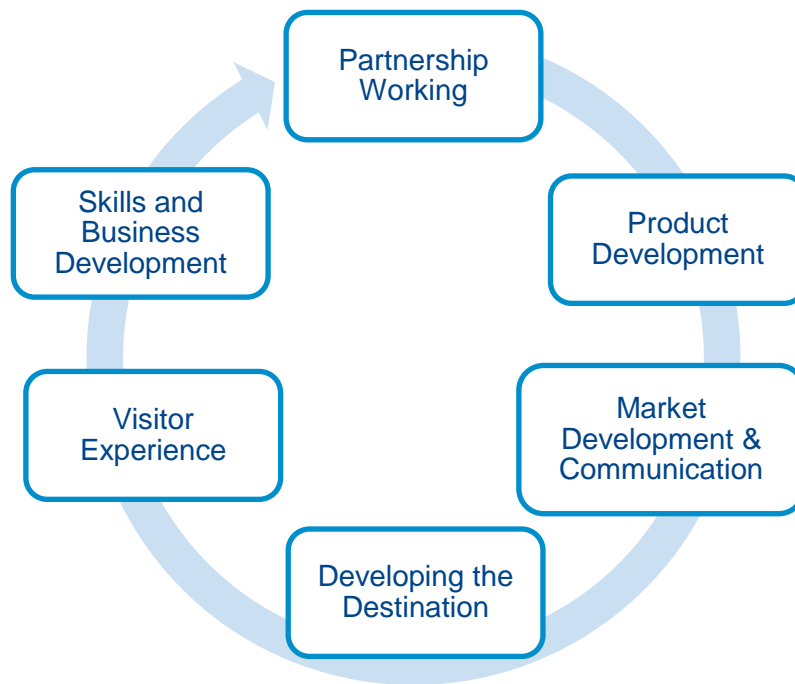 Partnership
Working
Product
Development
Market
Development &
Communication
Developing the
Destination
Visitor
Experience
Skills and
Business
Development